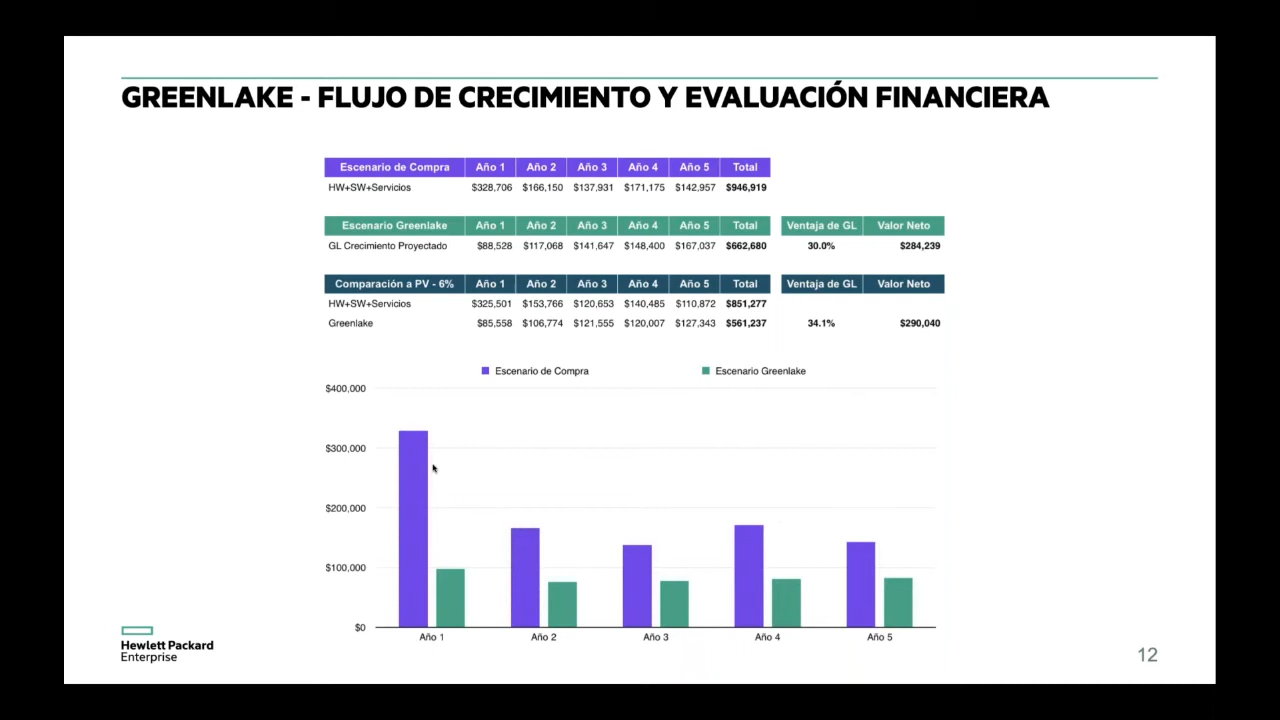 GREENLAKE - FLUJO DE CRECIMIENTO Y EVALUACIÓN FINANCIERA
Escenario de Compra Año 1 Año 2 Año 3 Año 4 Año 5 Total
HW+SW+Servicios $328,706 $166,150 $137,931 $171,175 $142,957 $946,919
Escenario Greenlake Año 1 Año 2 Año 3 Año 4 Año 5 Total Ventaja de GL Valor Neto
GL Crecimiento Proyectado $88,528 $117,068 $141,647 $148,400 $167,037 $662,680 30.0% $284,239
Comparación a PV - 6% Año 1 Año 2 Año 3 Año 4 Año 5 Total Ventaja de GL Valor Neto
HW+SW+Servicios $325,501 $153,766 $120,653 $140,485 $110,872 $851,277
Greenlake $85,558 $106,774 $121,555 $120,007 $127,343 $561,237 34.1% $290,040
Escenario de Compra Escenario Greenlake
$400,000
$300,000
$200,000
$100,000
$0
Año 1 Año 2 Año 3 Año 4 Año 5
Hewlett Packard
Enterprise
12